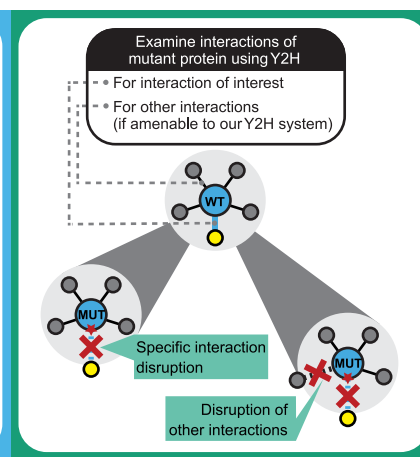 Examine interactions of
mutant protein using Y2H
For interaction of interest
For other interactions
(if amenable to our Y2H system)
WT
MUT
MUT
Specific interaction
disruption
Disruption of
other interactions